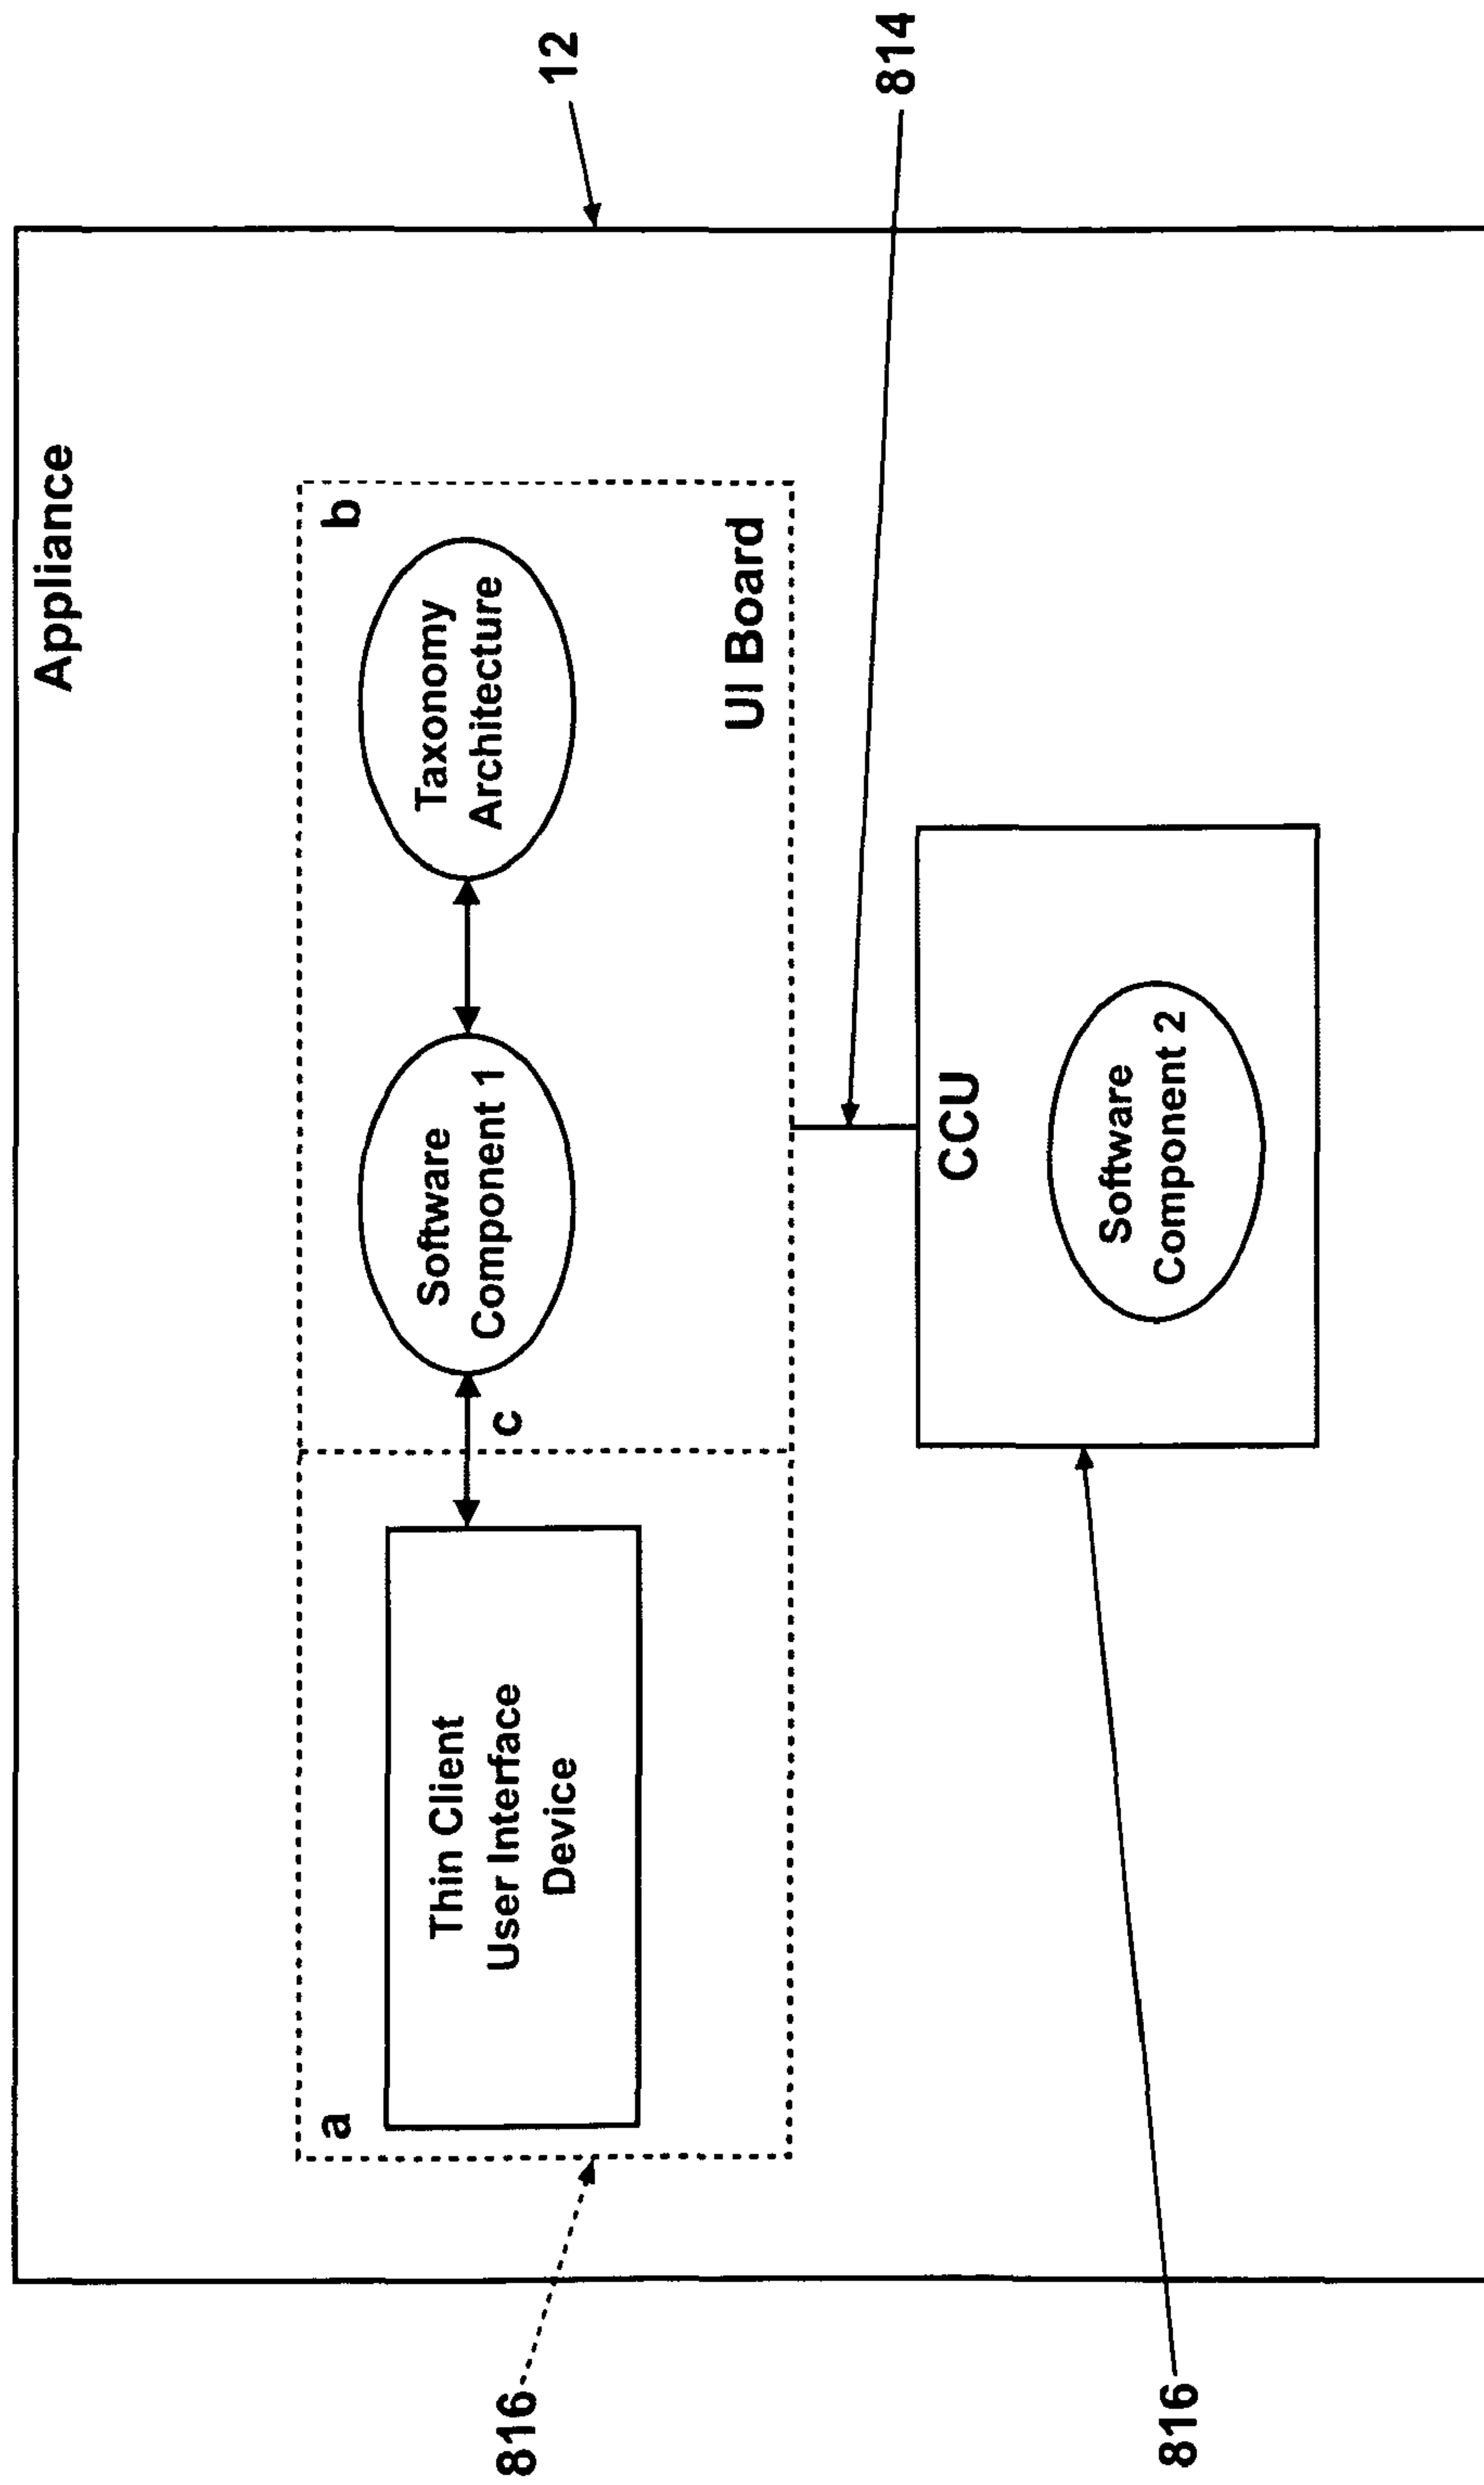 Appliance
12
814
816
a
Thin Client
User Interface
Device
c
Software
Component 1
b
Taxonomy
Architecture
UI Board
CCU
Software
Component 2
816